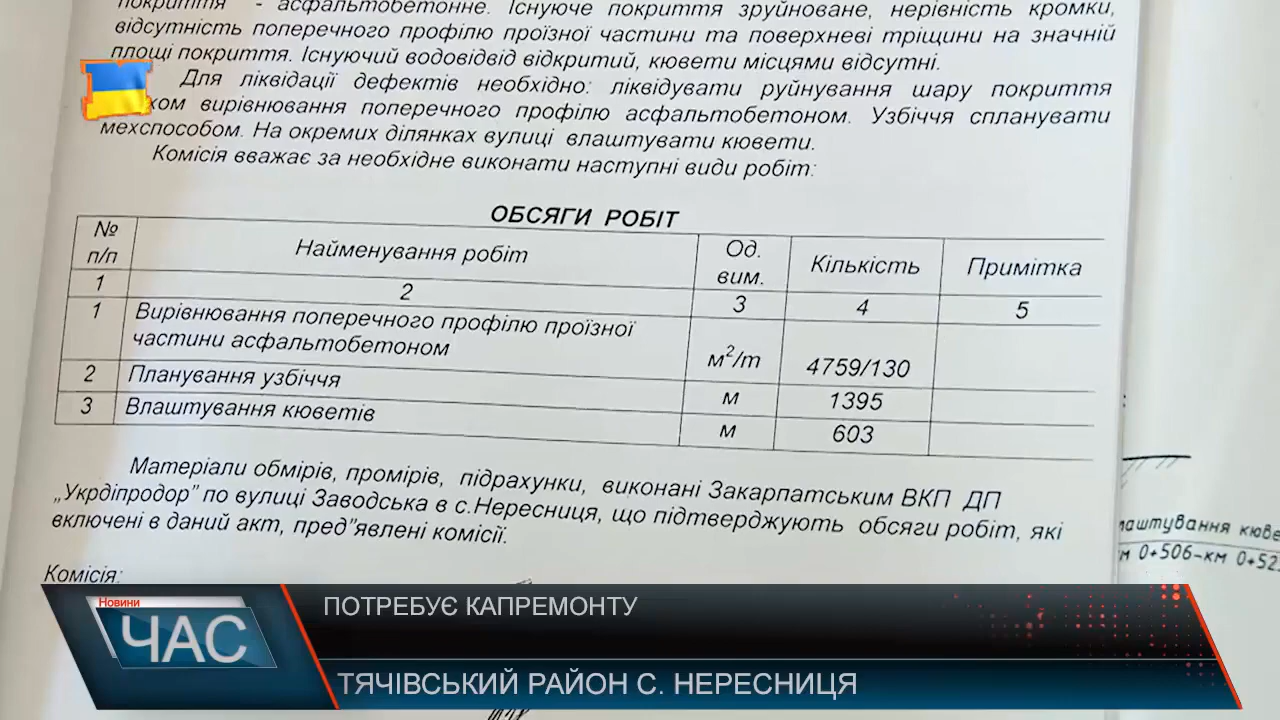 покриття - асфальтобетонне. Існуюче покриття зруйноване, нерівність кромки,
відсутність поперечного профілю проїзної частини та поверхневі тріщини на значній
площі покриття. Існуючий водовідвід відкритий, кювети місцями відсутні.
Для ліквідації дефектів необхідно: ліквідувати руйнування шару покриття
хом вирівнювання поперечного профілю асфальтобетоном. Узбіччя спланувати
мехспособом. На окремих ділянках вулиці влаштувати кювети.
Комісія вважає за необхідне виконати наступні види робіт:
ОБСЯГИ РОБІТ
№ п/п Найменування робіт Од. вим. Кількість Примітка
1 2 3 4 5
1 Вирівнювання поперечного профілю проїзної
частини асфальтобетоном м²/т 4759/130
2 Планування узбіччя м 1395
3 Влаштування кюветів м 603
Матеріали обмірів, промірів, підрахунки, виконані Закарпатським ВКП ДП
„Укрдіпродор” по вулиці Заводська в с.Нересниця, що підтверджують обсяги робіт, які
включені в даний акт, пред”явлені комісії.
Комісія:
лаштування кюве
м 0+506-км 0+52
Новини
ЧАС
ПОТРЕБУЄ КАПРЕМОНТУ
ТЯЧІВСЬКИЙ РАЙОН С. НЕРЕСНИЦЯ